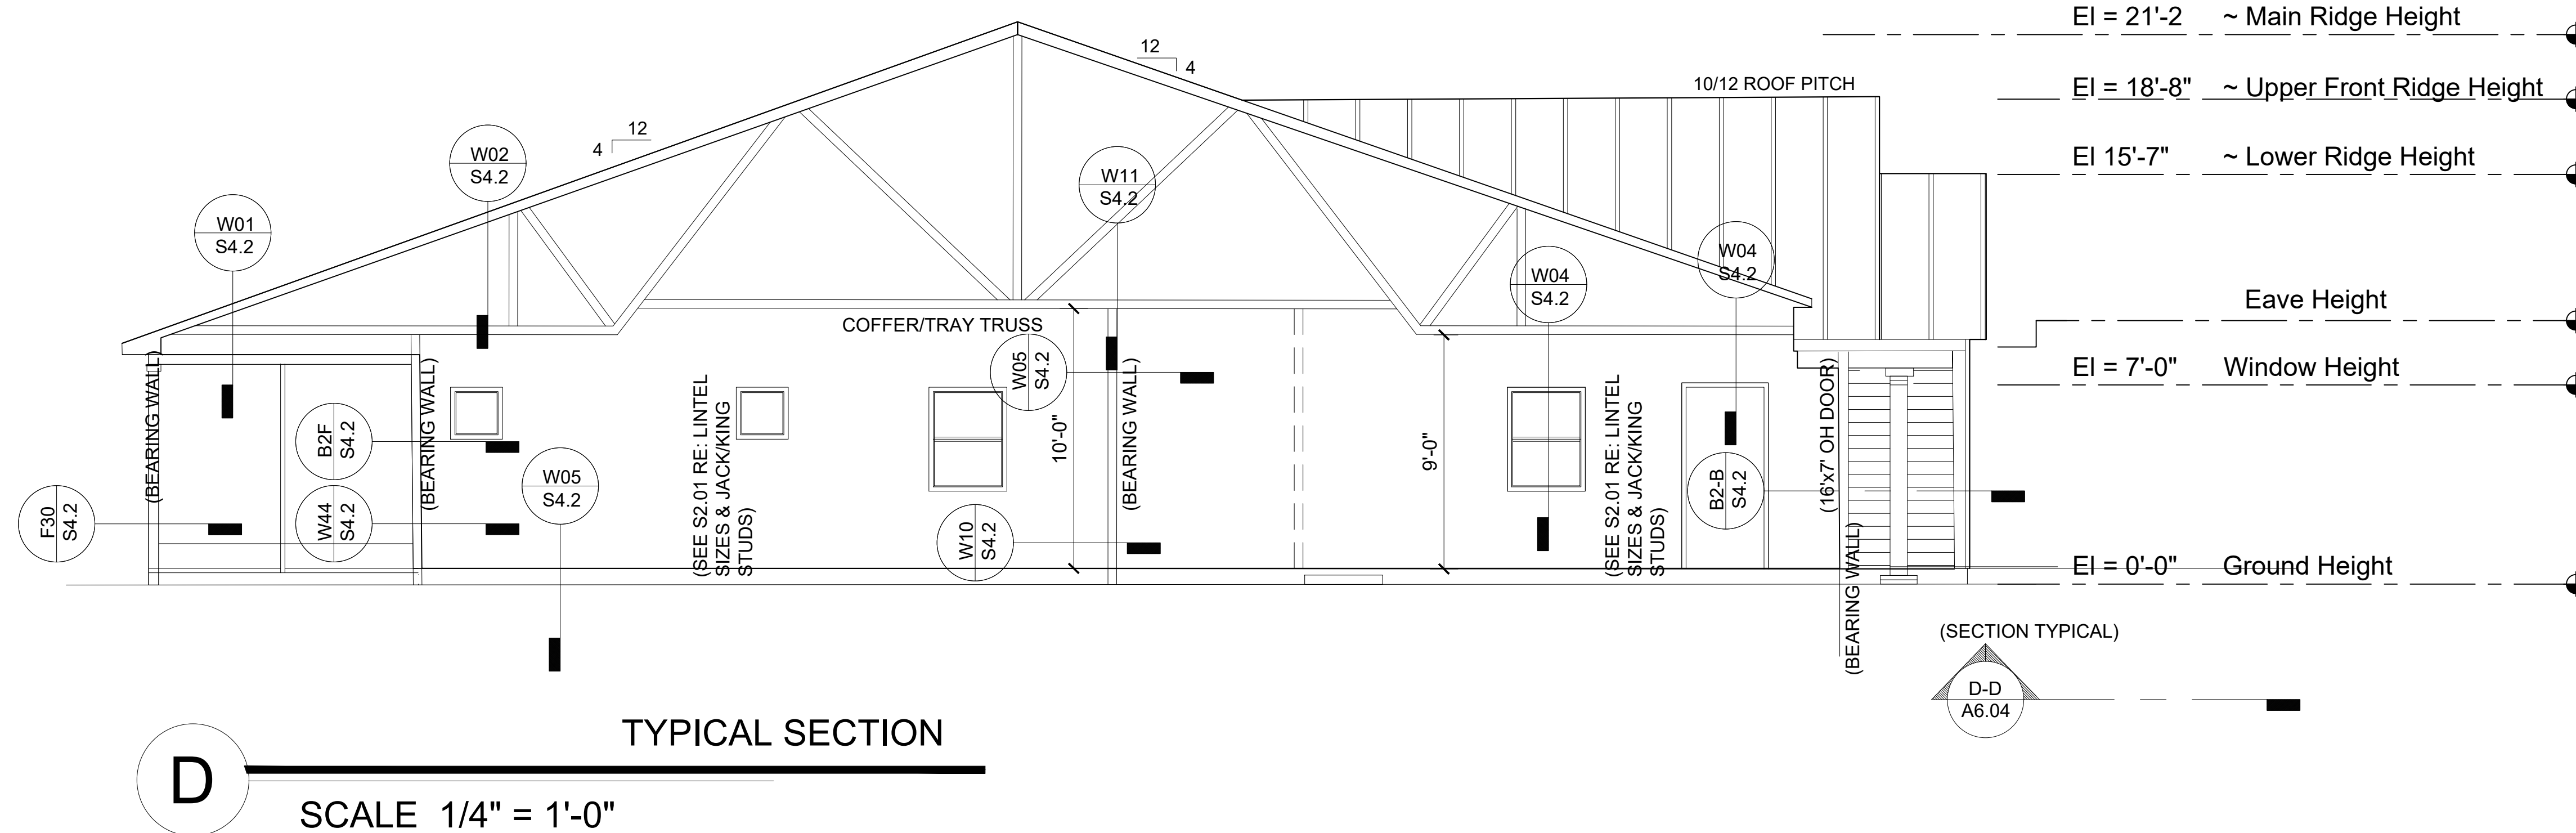 El = 21'-2 ~ Main Ridge Height
12
4
10/12 ROOF PITCH
El = 18'-8" ~ Upper Front Ridge Height
12
4
W02
S4.2
El 15'-7" ~ Lower Ridge Height
W11
S4.2
W01
S4.2
W04
S4.2
W04
S4.2
Eave Height
COFFER/TRAY TRUSS
W05
S4.2
El = 7'-0" Window Height
(BEARING WALL)
(BEARING WALL)
(SEE S2.01 RE: LINTEL
SIZES & JACK/KING
STUDS)
10'-0"
(BEARING WALL)
9'-0"
(SEE S2.01 RE: LINTEL
SIZES & JACK/KING
STUDS)
(16'x7' OH DOOR)
B2F
S4.2
W05
S4.2
B2-B
S4.2
F30
S4.2
W44
S4.2
W10
S4.2
(BEARING WALL)
El = 0'-0" Ground Height
(SECTION TYPICAL)
D-D
A6.04
D
TYPICAL SECTION
SCALE 1/4" = 1'-0"